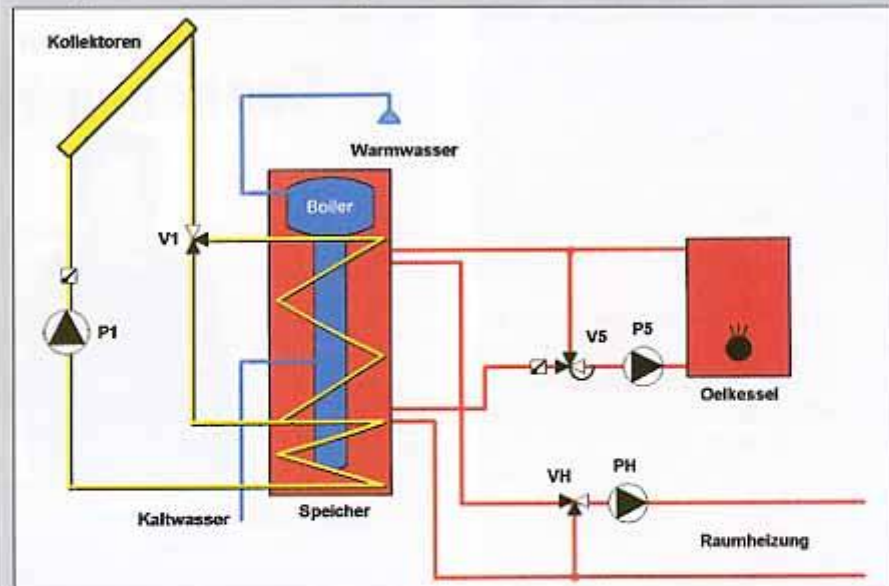 Kollektoren
Warmwasser
Boiler
V1
P1
V5
P5
Oelkessel
VH
PH
Kaltwasser
Speicher
Raumheizung